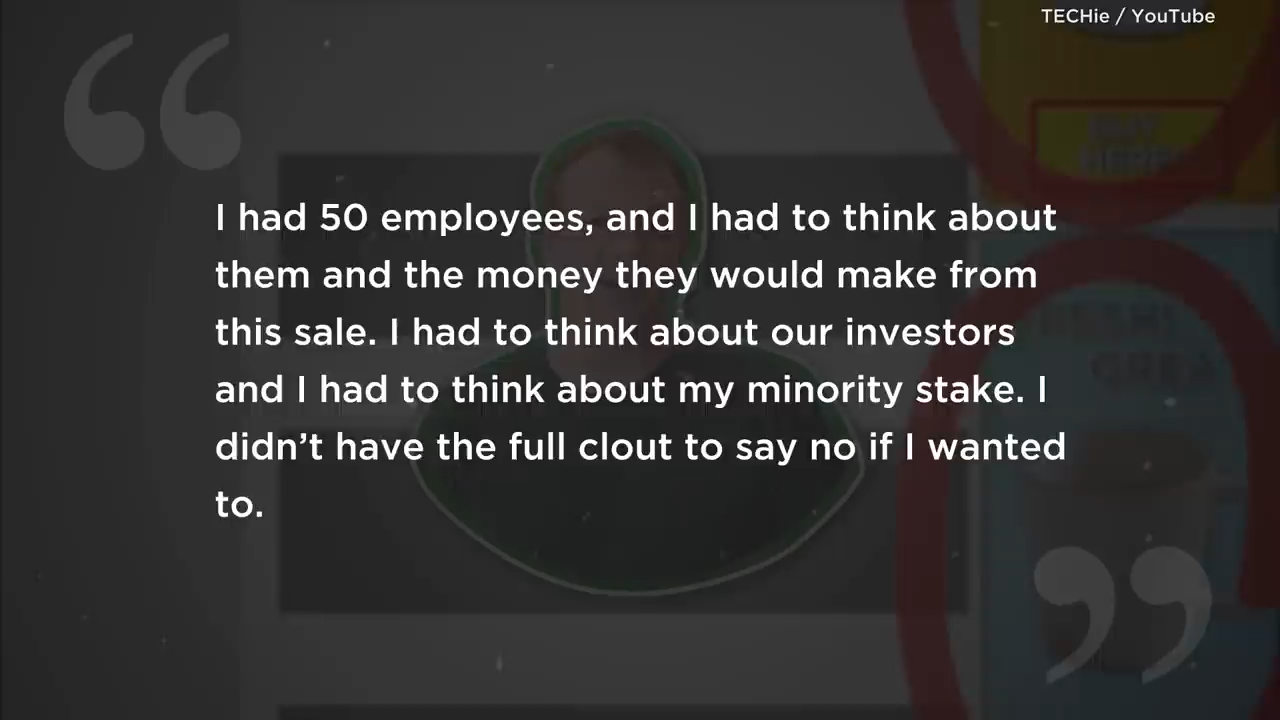 TECHie / YouTube
I had 50 employees, and I had to think about
them and the money they would make from
this sale. I had to think about our investors
and I had to think about my minority stake. I
didn’t have the full clout to say no if I wanted
to.